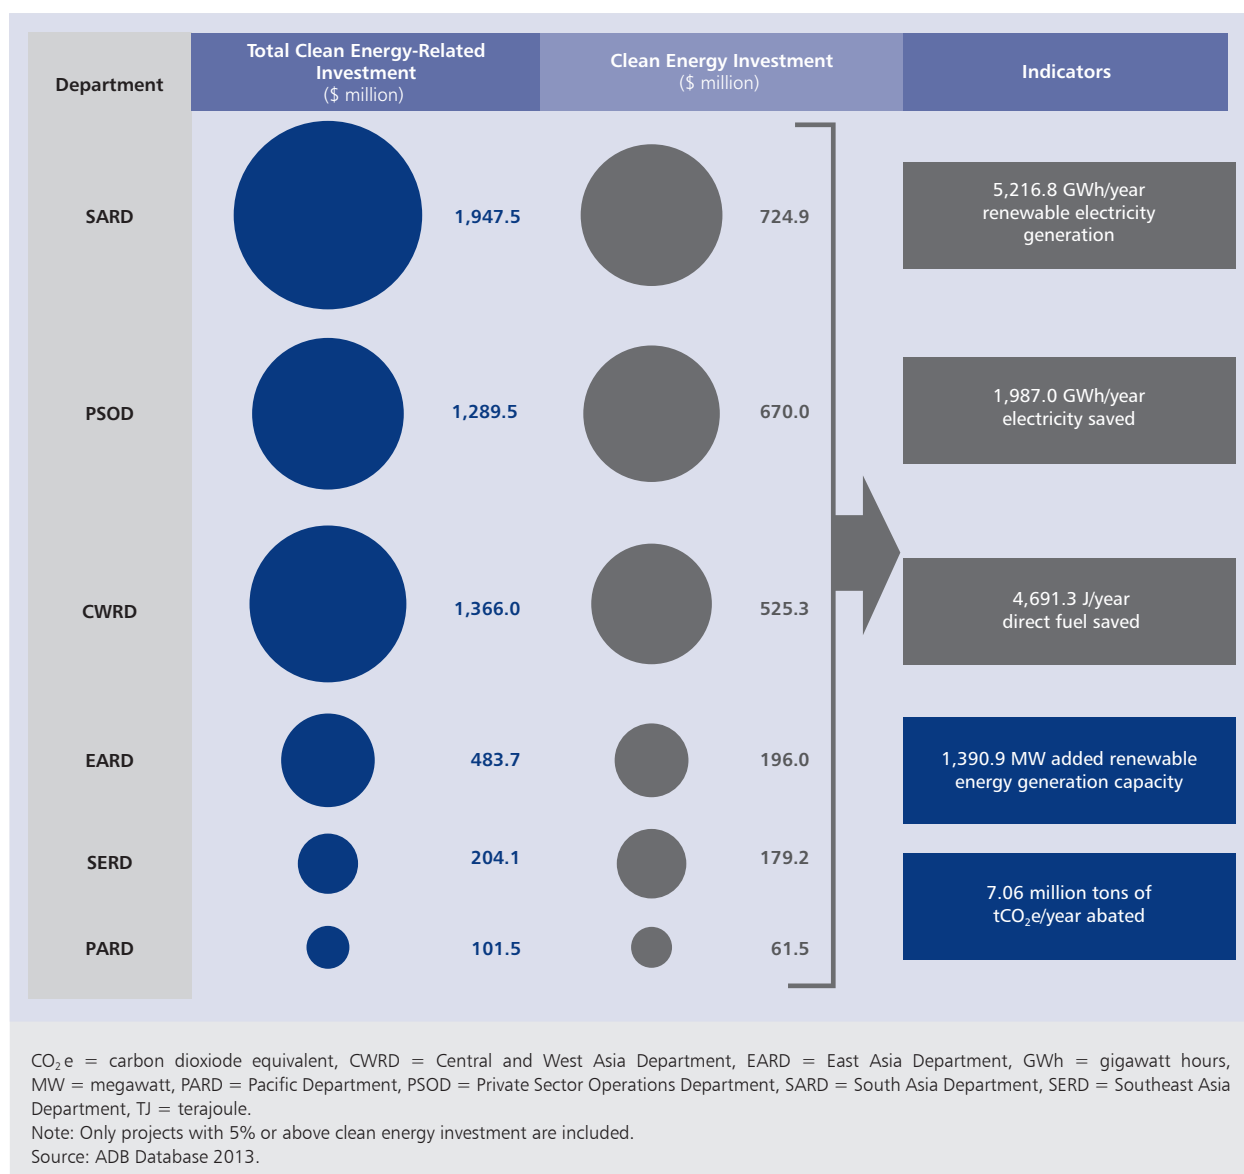 Department
Total Clean Energy-Related
Investment
($ million)
Clean Energy Investment
($ million)
Indicators
SARD
1,947.5
724.9
5,216.8 GWh/year
renewable electricity
generation
PSOD
1,289.5
670.0
1,987.0 GWh/year
electricity saved
CWRD
1,366.0
525.3
4,691.3 J/year
direct fuel saved
EARD
483.7
196.0
1,390.9 MW added renewable
energy generation capacity
SERD
204.1
179.2
7.06 million tons of
tCO₂e/year abated
PARD
101.5
61.5
CO₂e = carbon dioxiode equivalent, CWRD = Central and West Asia Department, EARD = East Asia Department, GWh = gigawatt hours,
MW = megawatt, PARD = Pacific Department, PSOD = Private Sector Operations Department, SARD = South Asia Department, SERD = Southeast Asia
Department, TJ = terajoule.
Note: Only projects with 5% or above clean energy investment are included.
Source: ADB Database 2013.